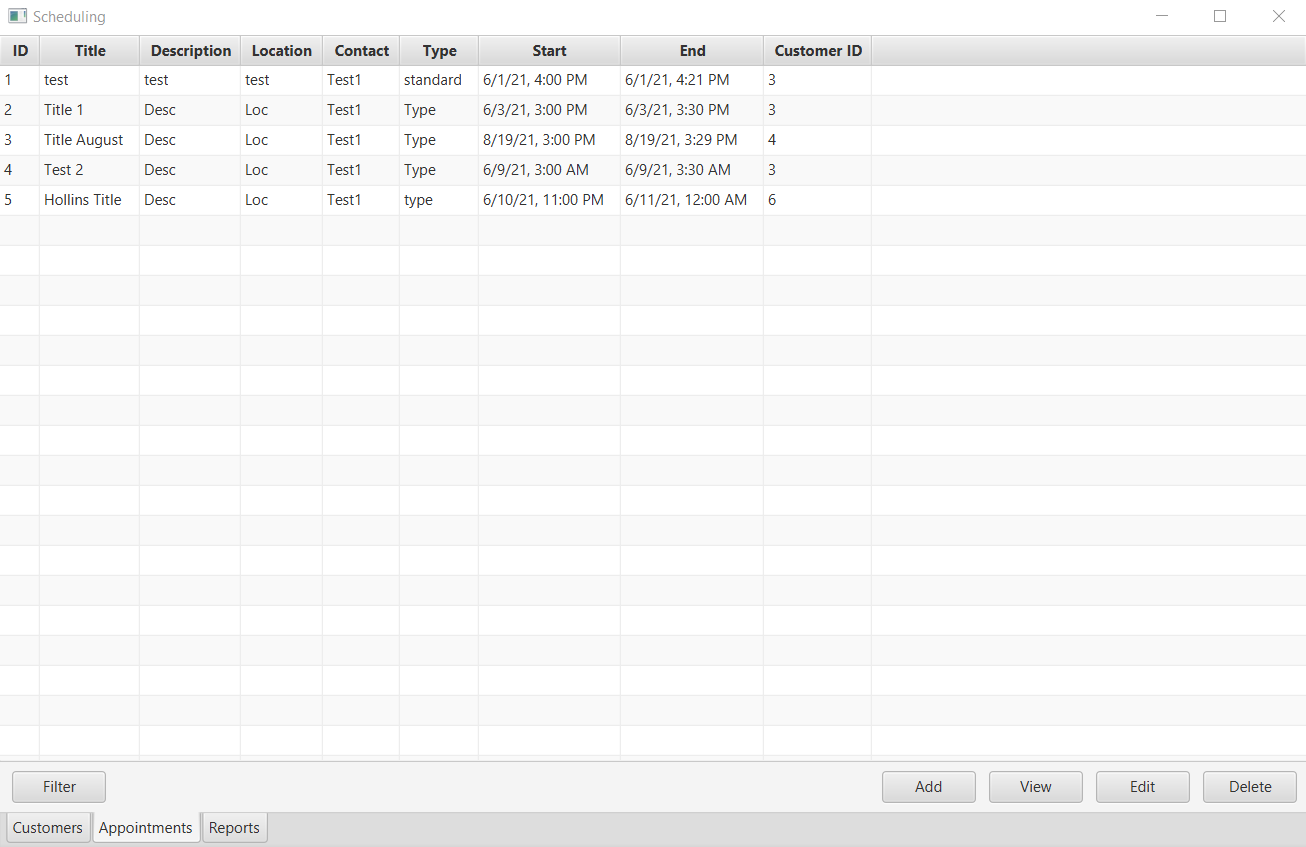 Scheduling
ID Title Description Location Contact Type Start End Customer ID
1 test test test Test1 standard 6/1/21, 4:00 PM 6/1/21, 4:21 PM 3
2 Title 1 Desc Loc Test1 Type 6/3/21, 3:00 PM 6/3/21, 3:30 PM 3
3 Title August Desc Loc Test1 Type 8/19/21, 3:00 PM 8/19/21, 3:29 PM 4
4 Test 2 Desc Loc Test1 Type 6/9/21, 3:00 AM 6/9/21, 3:30 AM 3
5 Hollins Title Desc Loc Test1 type 6/10/21, 11:00 PM 6/11/21, 12:00 AM 6
Filter Add View Edit Delete
Customers Appointments Reports